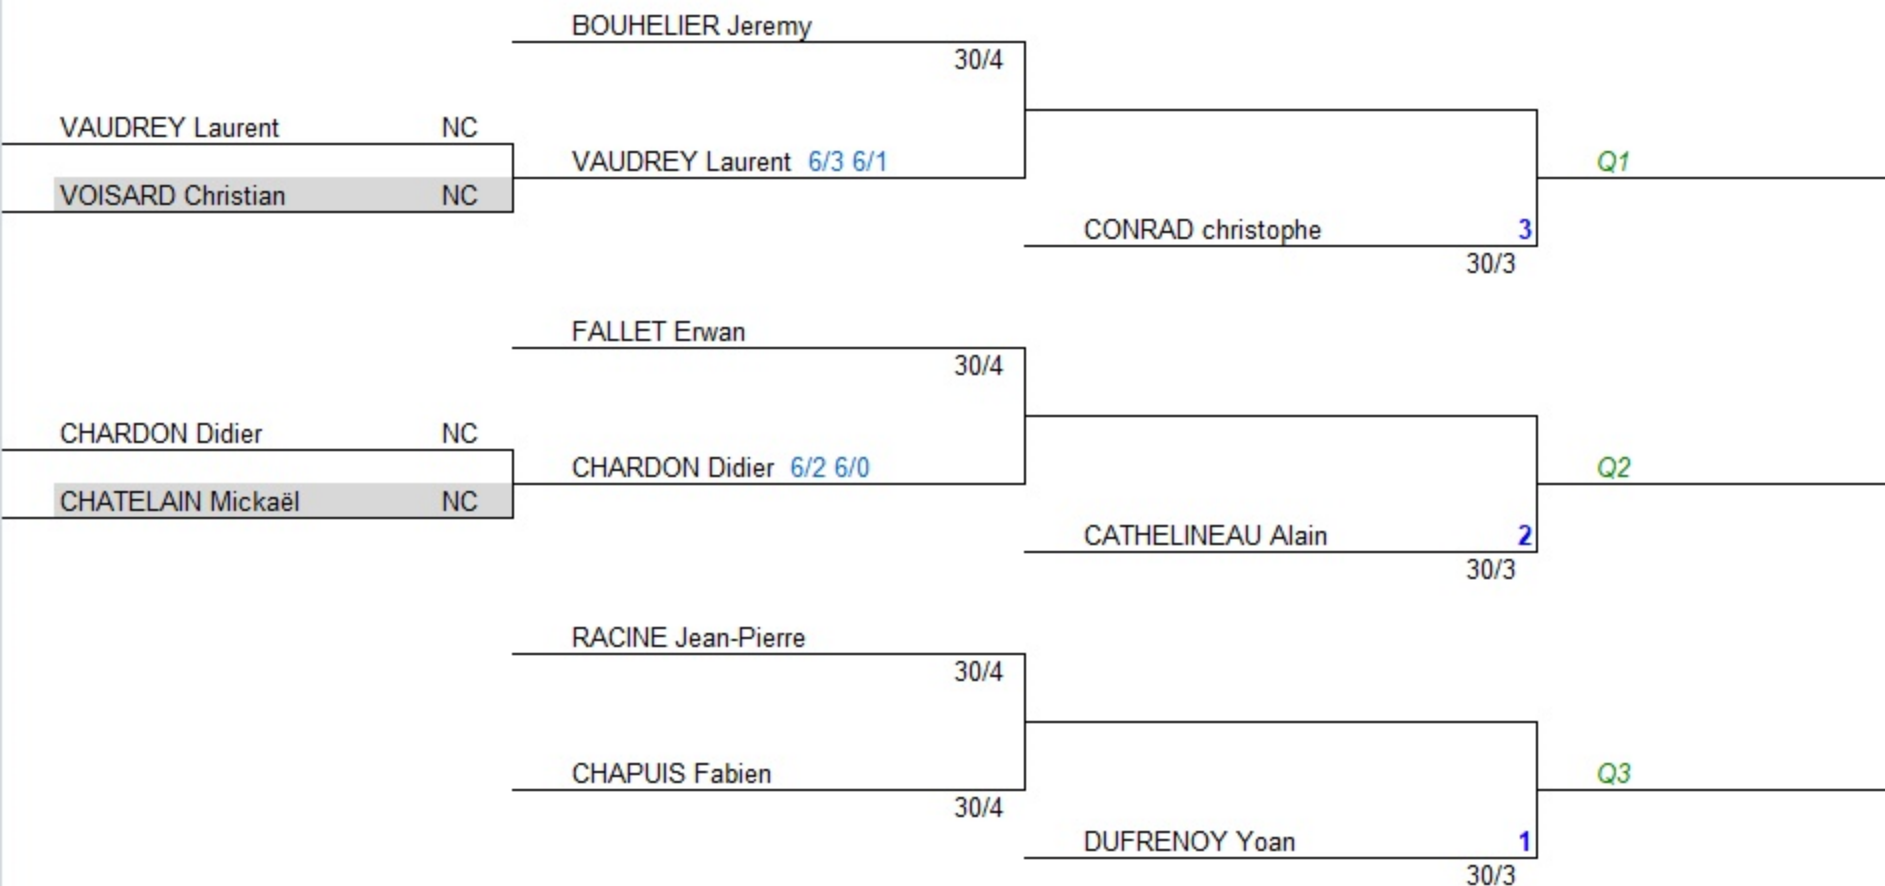 BOUHELIER Jeremy
30/4
VAUDREY Laurent NC
VAUDREY Laurent 6/3 6/1
Q1
VOISARD Christian NC
CONRAD christophe 3
30/3
FALLET Erwan
30/4
CHARDON Didier NC
CHARDON Didier 6/2 6/0
Q2
CHATELAIN Mickaël NC
CATHELINEAU Alain 2
30/3
RACINE Jean-Pierre
30/4
CHAPUIS Fabien
Q3
30/4
DUFRENOY Yoan 1
30/3